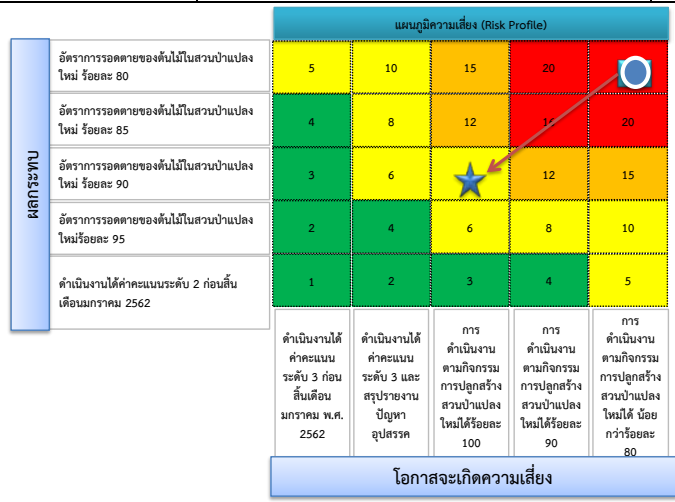 แผนภูมิความเสี่ยง (Risk Profile)
ผลกระทบ
อัตราการรอดตายของต้นไม้ในสวนป่าแปลง
ใหม่ ร้อยละ 80
5 10 15 20
อัตราการรอดตายของต้นไม้ในสวนป่าแปลง
ใหม่ ร้อยละ 85
4 8 12 16 20
อัตราการรอดตายของต้นไม้ในสวนป่าแปลง
ใหม่ ร้อยละ 90
3 6 12 15
อัตราการรอดตายของต้นไม้ในสวนป่าแปลง
ใหม่ร้อยละ 95
2 4 6 8 10
ดำเนินงานได้ค่าคะแนนระดับ 2 ก่อนสิ้น
เดือนมกราคม 2562
1 2 3 4 5
ดำเนินงานได้
ค่าคะแนน
ระดับ 3 ก่อน
สิ้นเดือน
มกราคม พ.ศ.
2562
ดำเนินงานได้
ค่าคะแนน
ระดับ 3 และ
สรุปรายงาน
ปัญหา
อุปสรรค
การ
ดำเนินงาน
ตามกิจกรรม
การปลูกสร้าง
สวนป่าแปลง
ใหม่ได้ร้อยละ
100
การ
ดำเนินงาน
ตามกิจกรรม
การปลูกสร้าง
สวนป่าแปลง
ใหม่ได้ร้อยละ
90
การ
ดำเนินงาน
ตามกิจกรรม
การปลูกสร้าง
สวนป่าแปลง
ใหม่ได้ น้อย
กว่าร้อยละ
80
โอกาสจะเกิดความเสี่ยง